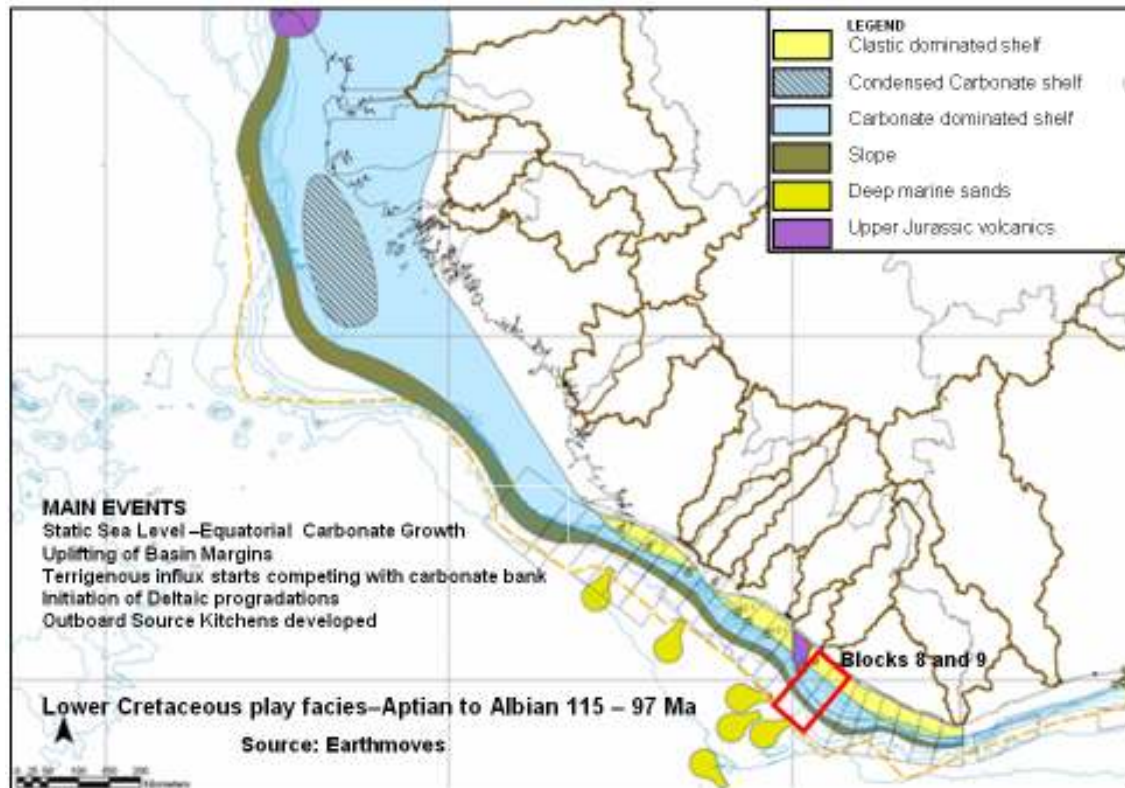 LEGEND
Clastic dominated shelf
Condensed Carbonate shelf
Carbonate dominated shelf
Slope
Deep marine sands
Upper Jurassic volcanics
MAIN EVENTS
Static Sea Level –Equatorial Carbonate Growth
Uplifting of Basin Margins
Terrigenous influx starts competing with carbonate bank
Initiation of Deltaic progradations
Outboard Source Kitchens developed
Blocks 8 and 9
Lower Cretaceous play facies–Aptian to Albian 115 – 97 Ma
Source: Earthmoves